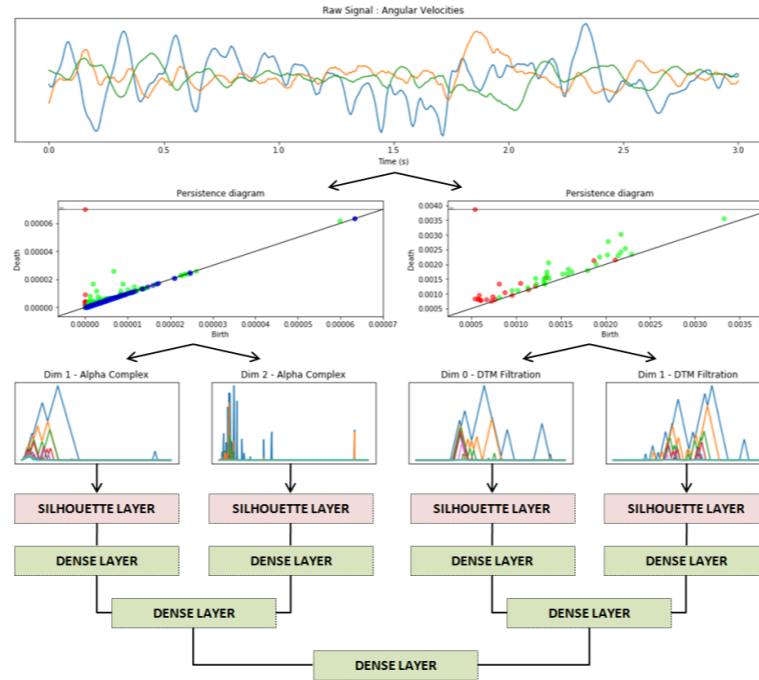 Raw Signal : Angular Velocities
0.0 0.5 1.0 1.5 2.0 2.5 3.0
Time (s)
Persistence diagram
Death
0.00006
0.00004
0.00002
0.00000
0.00000 0.00001 0.00002 0.00003 0.00004 0.00005 0.00006 0.00007
Birth
Persistence diagram
Death
0.0040
0.0035
0.0030
0.0025
0.0020
0.0015
0.0010
0.0005
0.0005 0.0010 0.0015 0.0020 0.0025 0.0030 0.0035
Birth
Dim 1 - Alpha Complex
Dim 2 - Alpha Complex
Dim 0 - DTM Filtration
Dim 1 - DTM Filtration
SILHOUETTE LAYER
SILHOUETTE LAYER
SILHOUETTE LAYER
SILHOUETTE LAYER
DENSE LAYER
DENSE LAYER
DENSE LAYER
DENSE LAYER
DENSE LAYER
DENSE LAYER
DENSE LAYER